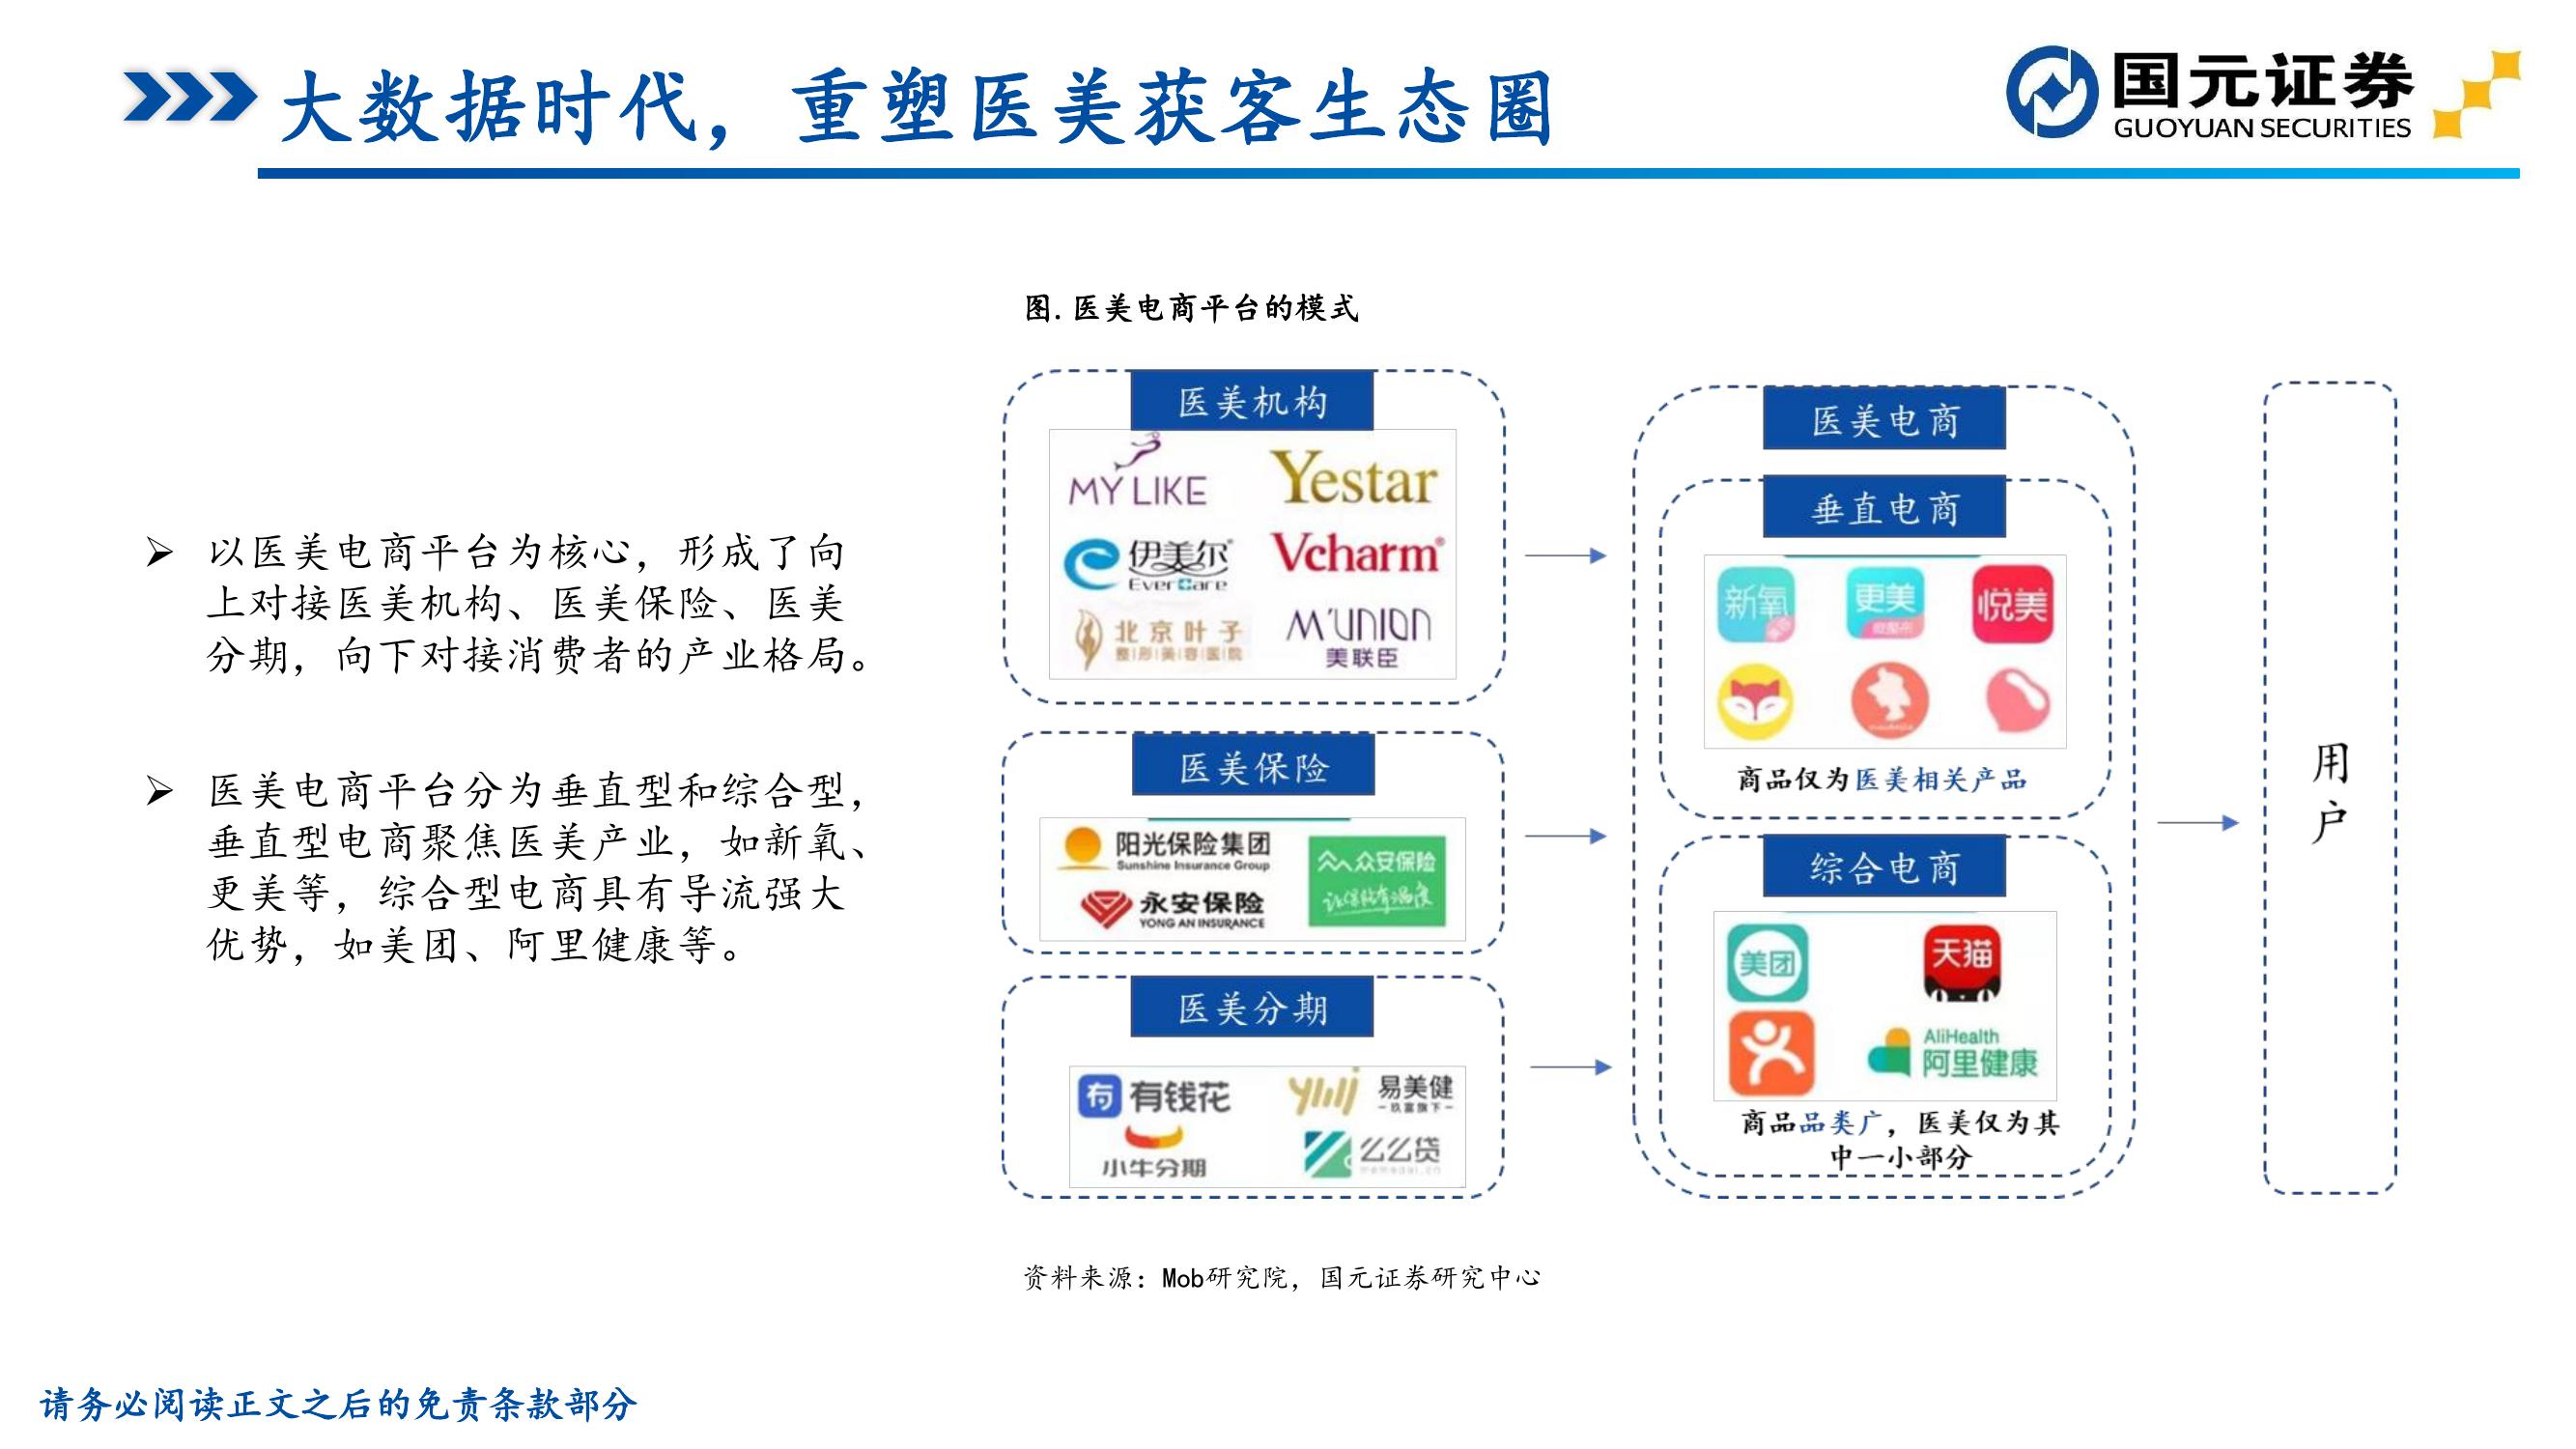 大数据时代，重塑医美获客生态圈
国元证券
GUOYUAN SECURITIES
以医美电商平台为核心，形成了向
上对接医美机构、医美保险、医美
分期，向下对接消费者的产业格局。
医美电商平台分为垂直型和综合型，
垂直型电商聚焦医美产业，如新氧、
更美等，综合型电商具有导流强大
优势，如美团、阿里健康等。
图. 医美电商平台的模式
医美机构
MY LIKE
Yestar
伊美尔
EverCare
Vcharm
北京叶子
整形美容医院
M'UNION
美联臣
医美保险
阳光保险集团
Sunshine Insurance Group
永安保险
YONG AN INSURANCE
众安保险
医美分期
有
有钱花
小牛分期
易美健
么么贷
医美电商
垂直电商
新氧
更美
悦美
商品仅为医美相关产品
综合电商
美团
天猫
AliHealth
阿里健康
商品品类广，医美仅为其
中一小部分
用
户
资料来源：Mob研究院，国元证券研究中心
请务必阅读正文之后的免责条款部分